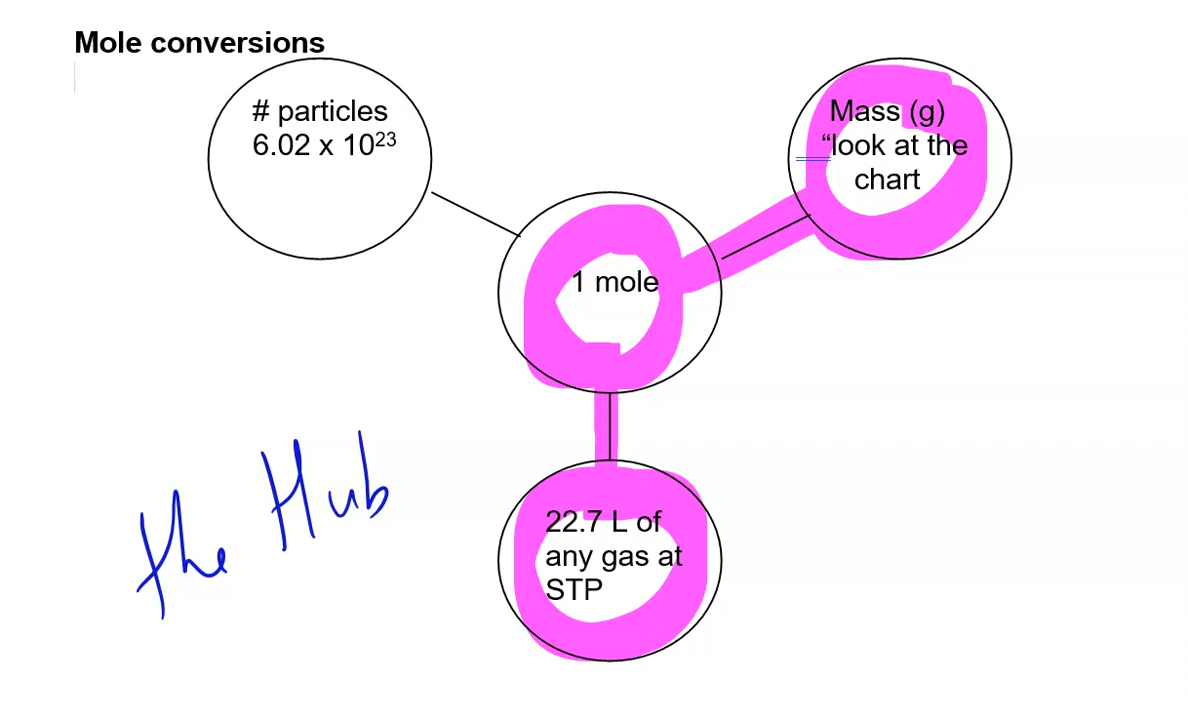 Mole conversions
# particles
6.02 x 10²³
Mass (g)
“look at the
chart
1 mole
22.7 L of
any gas at
STP
the Hub